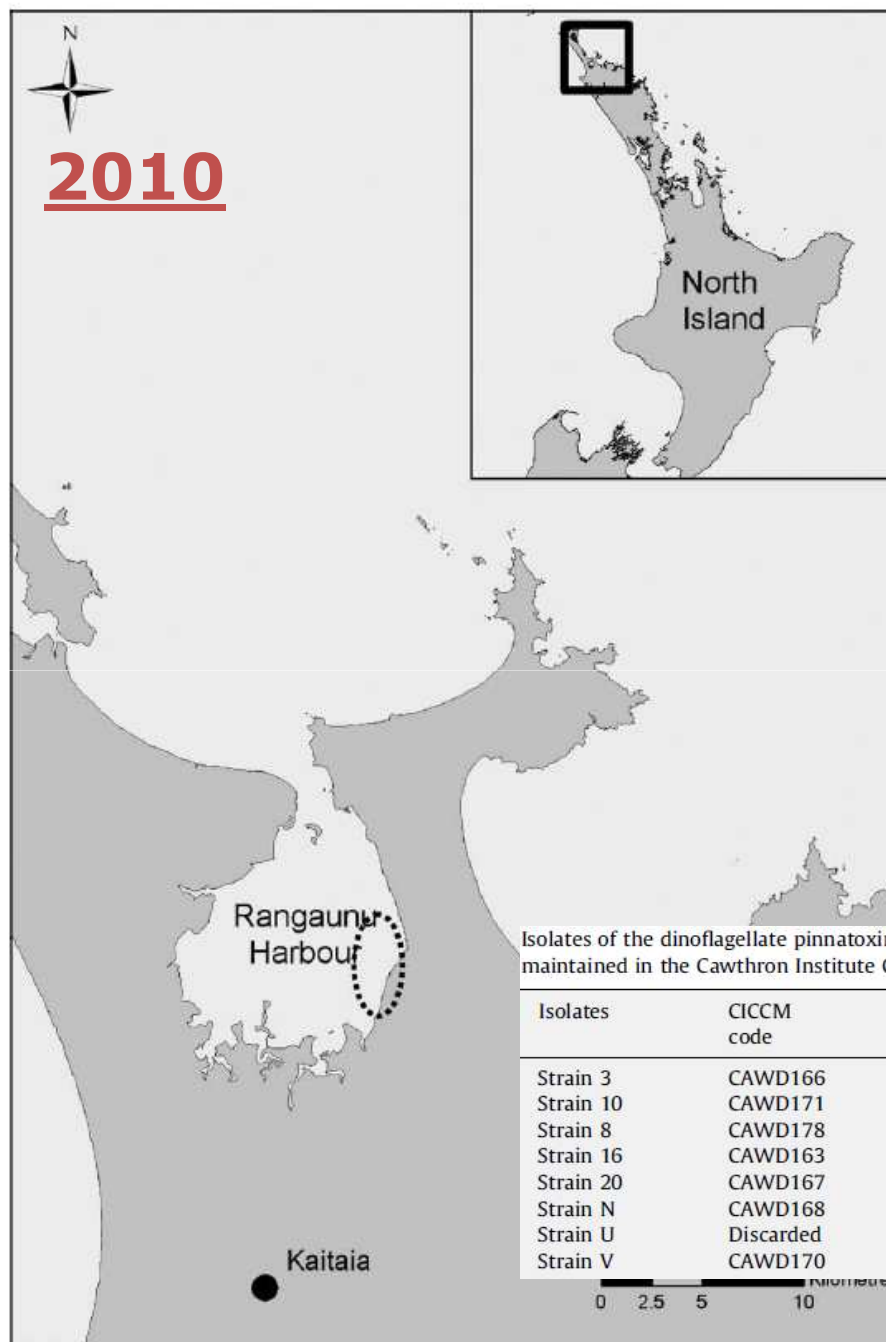 N
2010
North
Island
Rangaunu
Harbour
Isolates of the dinoflagellate
maintained in the Cawthron Institute
Isolates CICCM
code
Strain 3 CAWD166
Strain 10 CAWD171
Strain 8 CAWD178
Strain 16 CAWD163
Strain 20 CAWD167
Strain N CAWD168
Strain U Discarded
Strain V CAWD170
Kaitaia
0 2.5 5 10